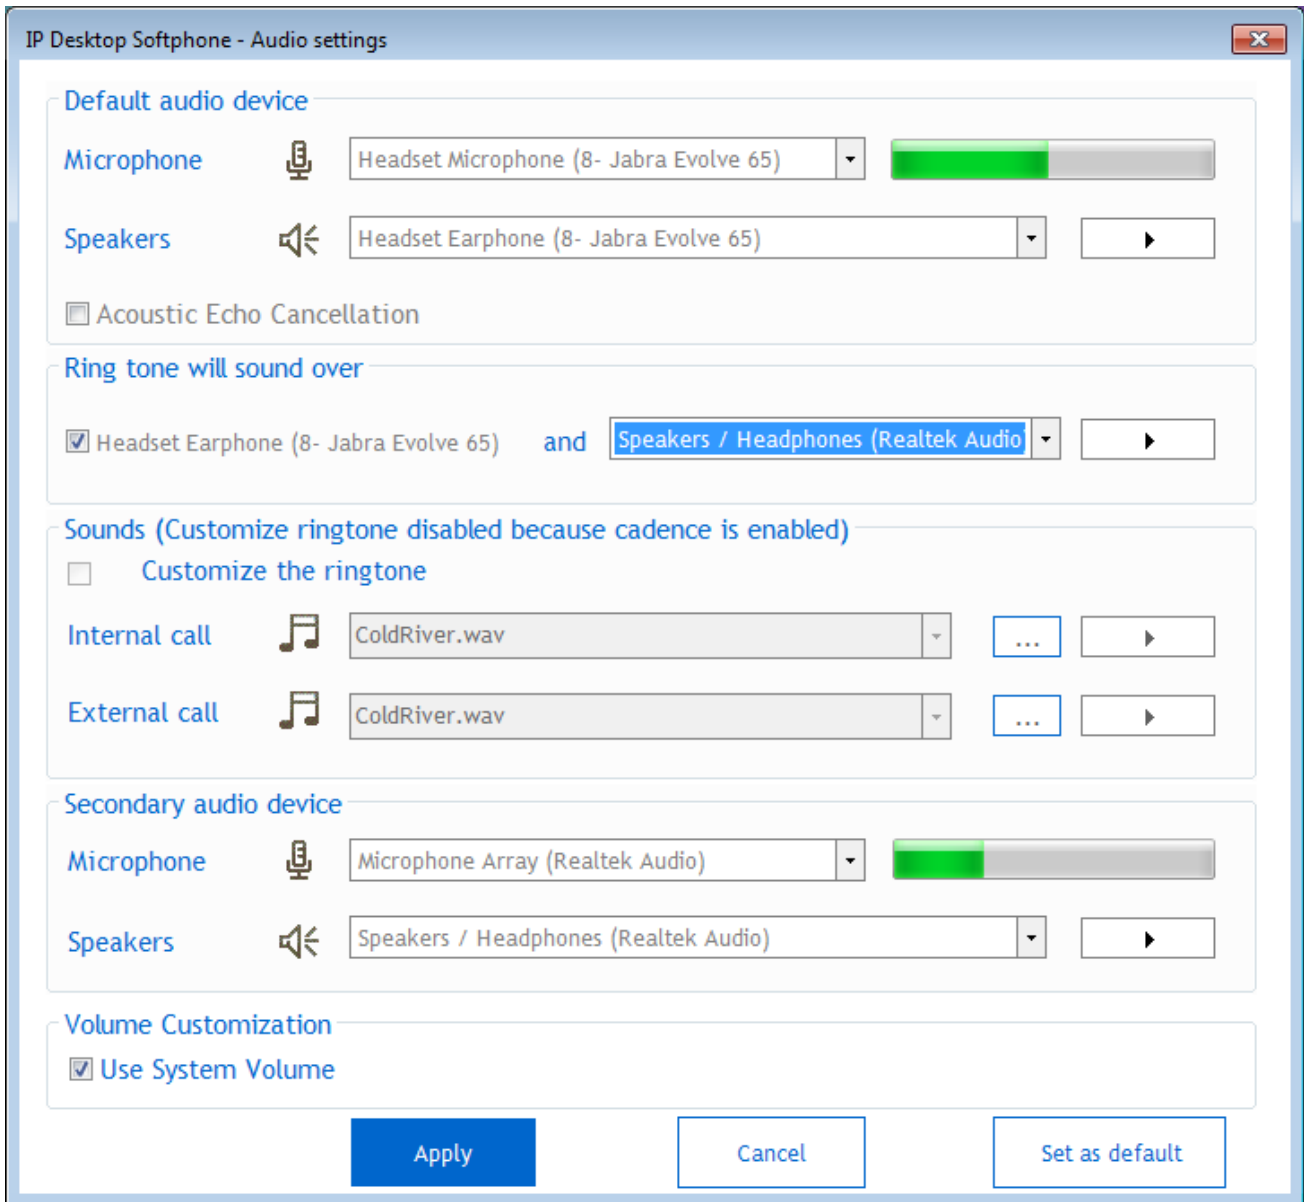 IP Desktop Softphone - Audio settings
Default audio device
Microphone Headset Microphone (8- Jabra Evolve 65)
Speakers Headset Earphone (8- Jabra Evolve 65)
Acoustic Echo Cancellation
Ring tone will sound over
Headset Earphone (8- Jabra Evolve 65) and Speakers / Headphones (Realtek Audio)
Sounds (Customize ringtone disabled because cadence is enabled)
Customize the ringtone
Internal call ColdRiver.wav ...
External call ColdRiver.wav ...
Secondary audio device
Microphone Microphone Array (Realtek Audio)
Speakers Speakers / Headphones (Realtek Audio)
Volume Customization
Use System Volume
Apply Cancel Set as default